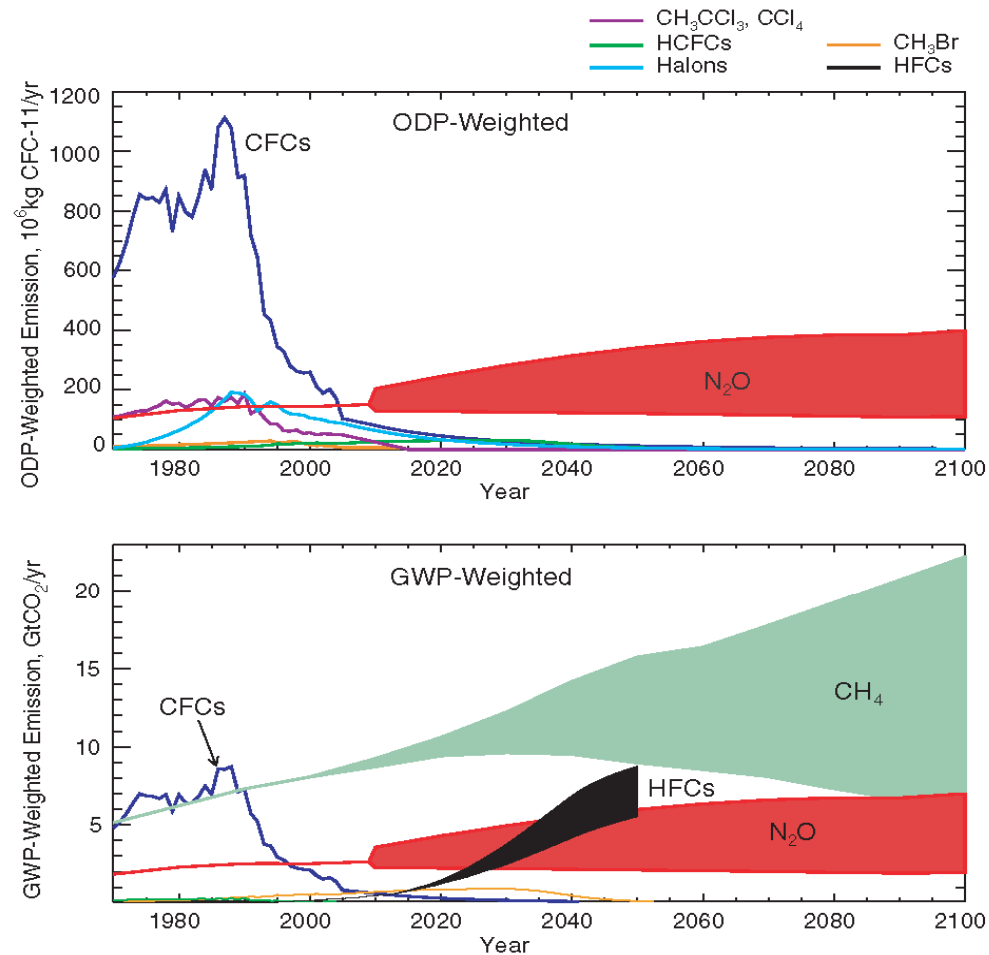 CH₃CCl₃, CCl₄
HCFCs CH₃Br
Halons HFCs
ODP-Weighted Emission, 10⁶kg CFC-11/yr
1200
1000
800
600
400
200
0
ODP-Weighted
CFCs
N₂O
1980 2000 2020 2040 2060 2080 2100
Year
GWP-Weighted Emission, GtCO₂/yr
20
15
10
5
GWP-Weighted
CFCs
CH₄
HFCs
N₂O
1980 2000 2020 2040 2060 2080 2100
Year